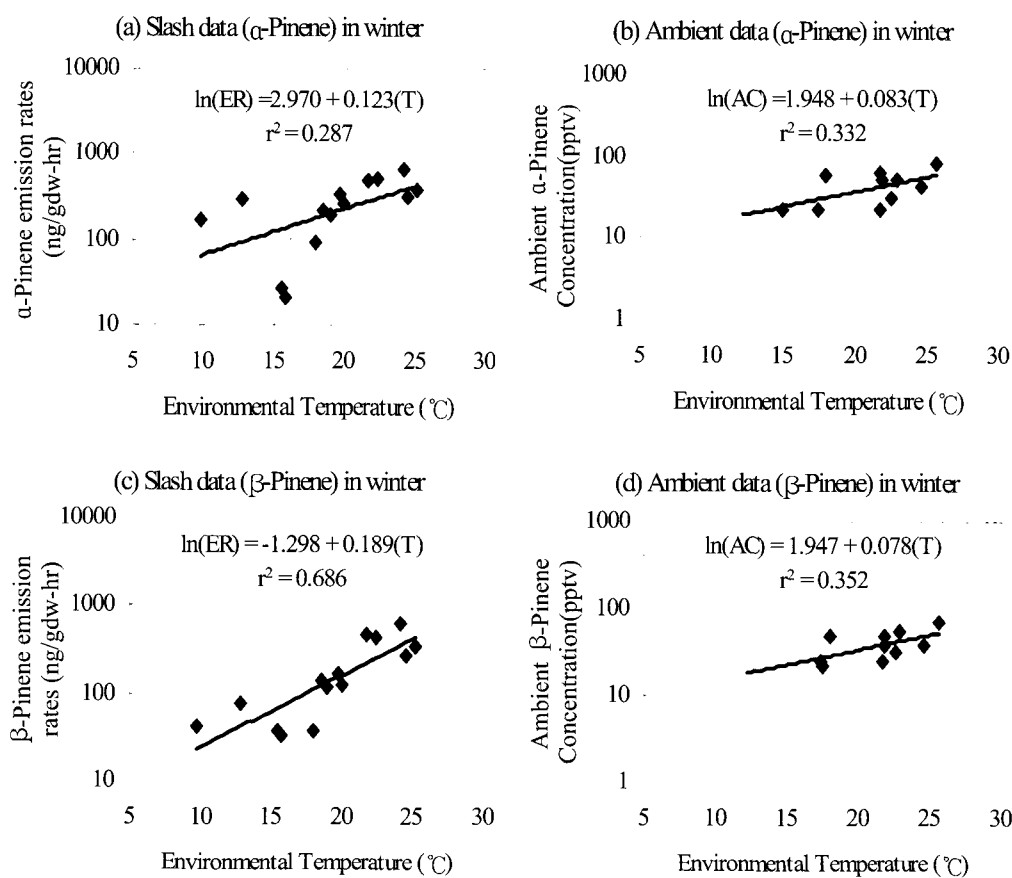 (a) Slash data (α-Pinene) in winter
α-Pinene emission rates
(ng/gdw-hr)
10000
1000
100
10
ln(ER) =2.970 + 0.123(T)
r² = 0.287
5 10 15 20 25 30
Environmental Temperature (℃)
(b) Ambient data (α-Pinene) in winter
Ambient α-Pinene
Concentration(pptv)
1000
100
10
1
ln(AC) = 1.948 + 0.083(T)
r² = 0.332
5 10 15 20 25 30
Environmental Temperature (℃)
(c) Slash data (β-Pinene) in winter
β-Pinene emission
rates (ng/gdw-hr)
10000
1000
100
10
ln(ER) = -1.298 + 0.189(T)
r² = 0.686
5 10 15 20 25 30
Environmental Temperature (℃)
(d) Ambient data (β-Pinene) in winter
Ambient β-Pinene
Concentration(pptv)
1000
100
10
1
ln(AC) = 1.947 + 0.078(T)
r² = 0.352
5 10 15 20 25 30
Environmental Temperature (℃)